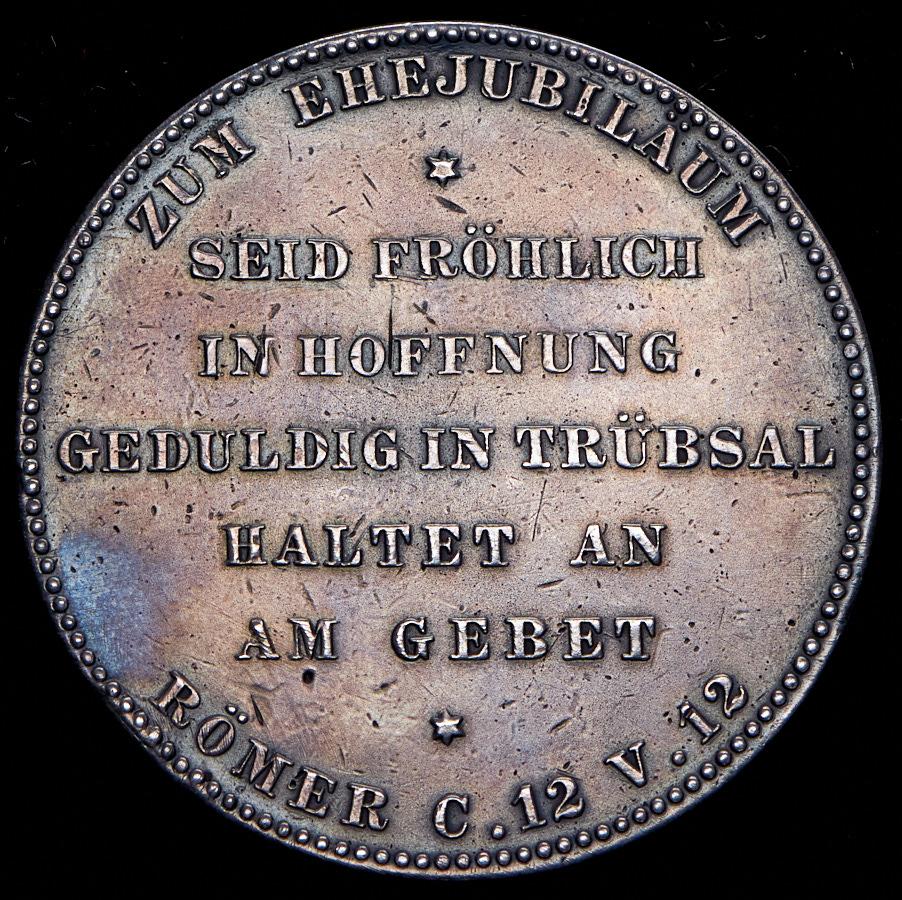 ZUM EHEJUBILÄUM
SEID FRÖHLICH
IN HOFFNUNG
GEDULDIG IN TRÜBSAL
HALTET AN
AM GEBET
RÖMER C.12 V.12